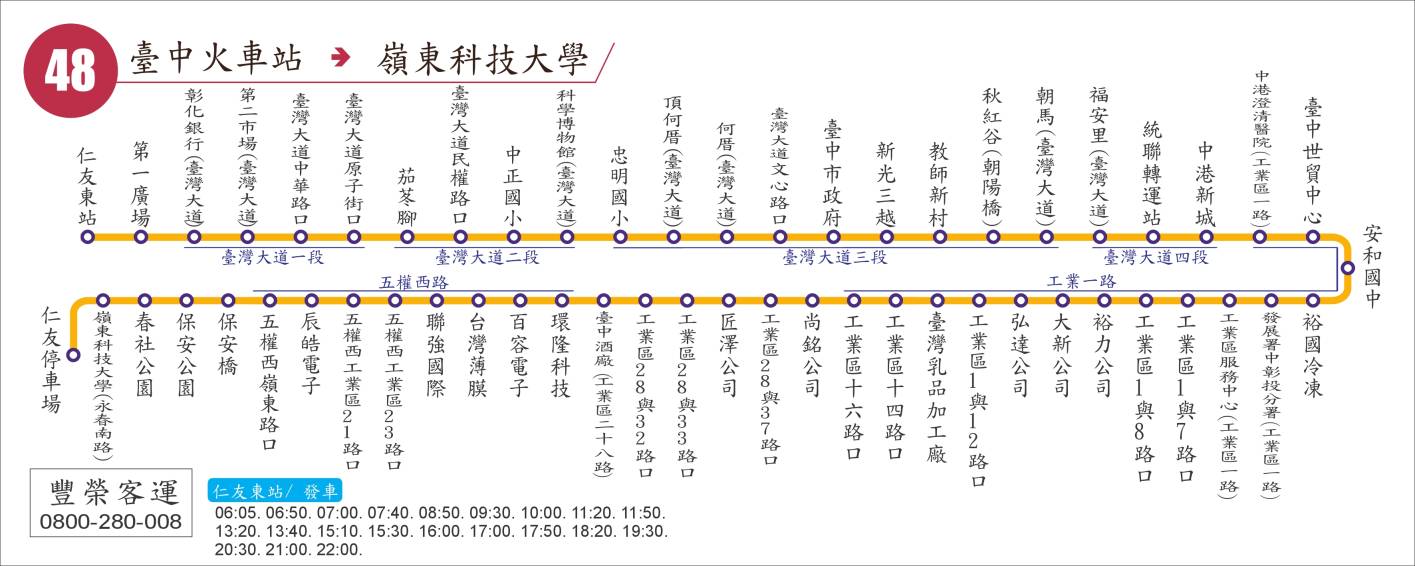 48
臺中火車站 ➔ 嶺東科技大學
仁友東站
第一廣場
彰化銀行(臺灣大道)
第二市場(臺灣大道)
臺灣大道中華路口
臺灣大道原子街口
茄苳腳
臺灣大道民權路口
中正國小
科學博物館(臺灣大道)
忠明國小
頂何厝(臺灣大道)
何厝(臺灣大道)
臺灣大道文心路口
臺中市政府
新光三越
教師新村
秋紅谷(朝陽橋)
朝馬(臺灣大道)
福安里(臺灣大道)
統聯轉運站
中港新城
中港澄清醫院(工業區一路)
臺中世貿中心
安和國中
臺灣大道一段
臺灣大道二段
臺灣大道三段
臺灣大道四段
五權西路
工業一路
仁友停車場
嶺東科技大學(永春南路)
春社公園
保安公園
保安橋
五權西嶺東路口
辰皓電子
五權西工業區21路口
五權西工業區23路口
聯強國際
台灣薄膜
百容電子
環隆科技
臺中酒廠(工業區二十八路)
工業區28與32路口
工業區28與33路口
匠澤公司
工業區28與37路口
尚銘公司
工業區十六路口
工業區十四路口
臺灣乳品加工廠
工業區1與12路口
弘達公司
大新公司
裕力公司
工業區1與8路口
工業區1與7路口
工業區服務中心(工業區一路)
發展署中彰投分署(工業區一路)
裕國冷凍
豐榮客運
0800-280-008
仁友東站/ 發車
06:05. 06:50. 07:00. 07:40. 08:50. 09:30. 10:00. 11:20. 11:50.
13:20. 13:40. 15:10. 15:30. 16:00. 17:00. 17:50. 18:20. 19:30.
20:30. 21:00. 22:00.